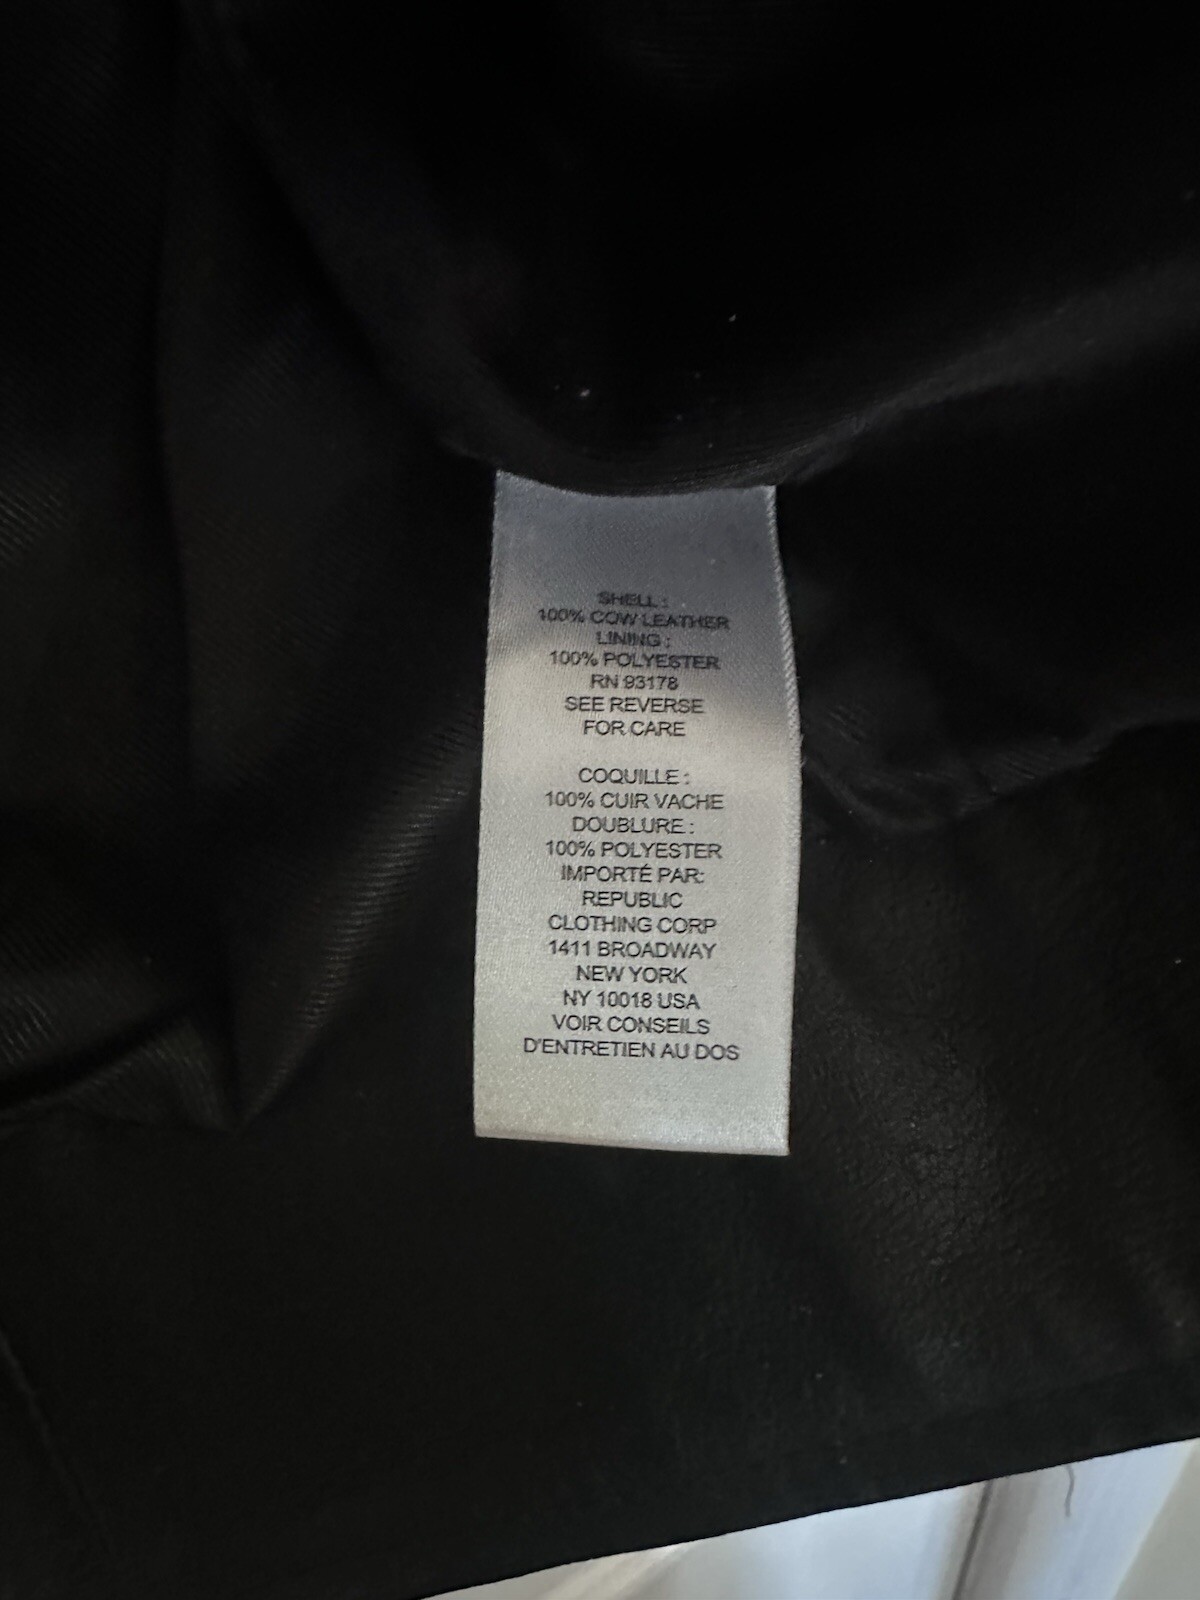 SHELL :
100% COW LEATHER
LINING :
100% POLYESTER
RN 93178
SEE REVERSE
FOR CARE
COQUILLE :
100% CUIR VACHE
DOUBLURE :
100% POLYESTER
IMPORTÉ PAR:
REPUBLIC
CLOTHING CORP
1411 BROADWAY
NEW YORK
NY 10018 USA
VOIR CONSEILS
D'ENTRETIEN AU DOS